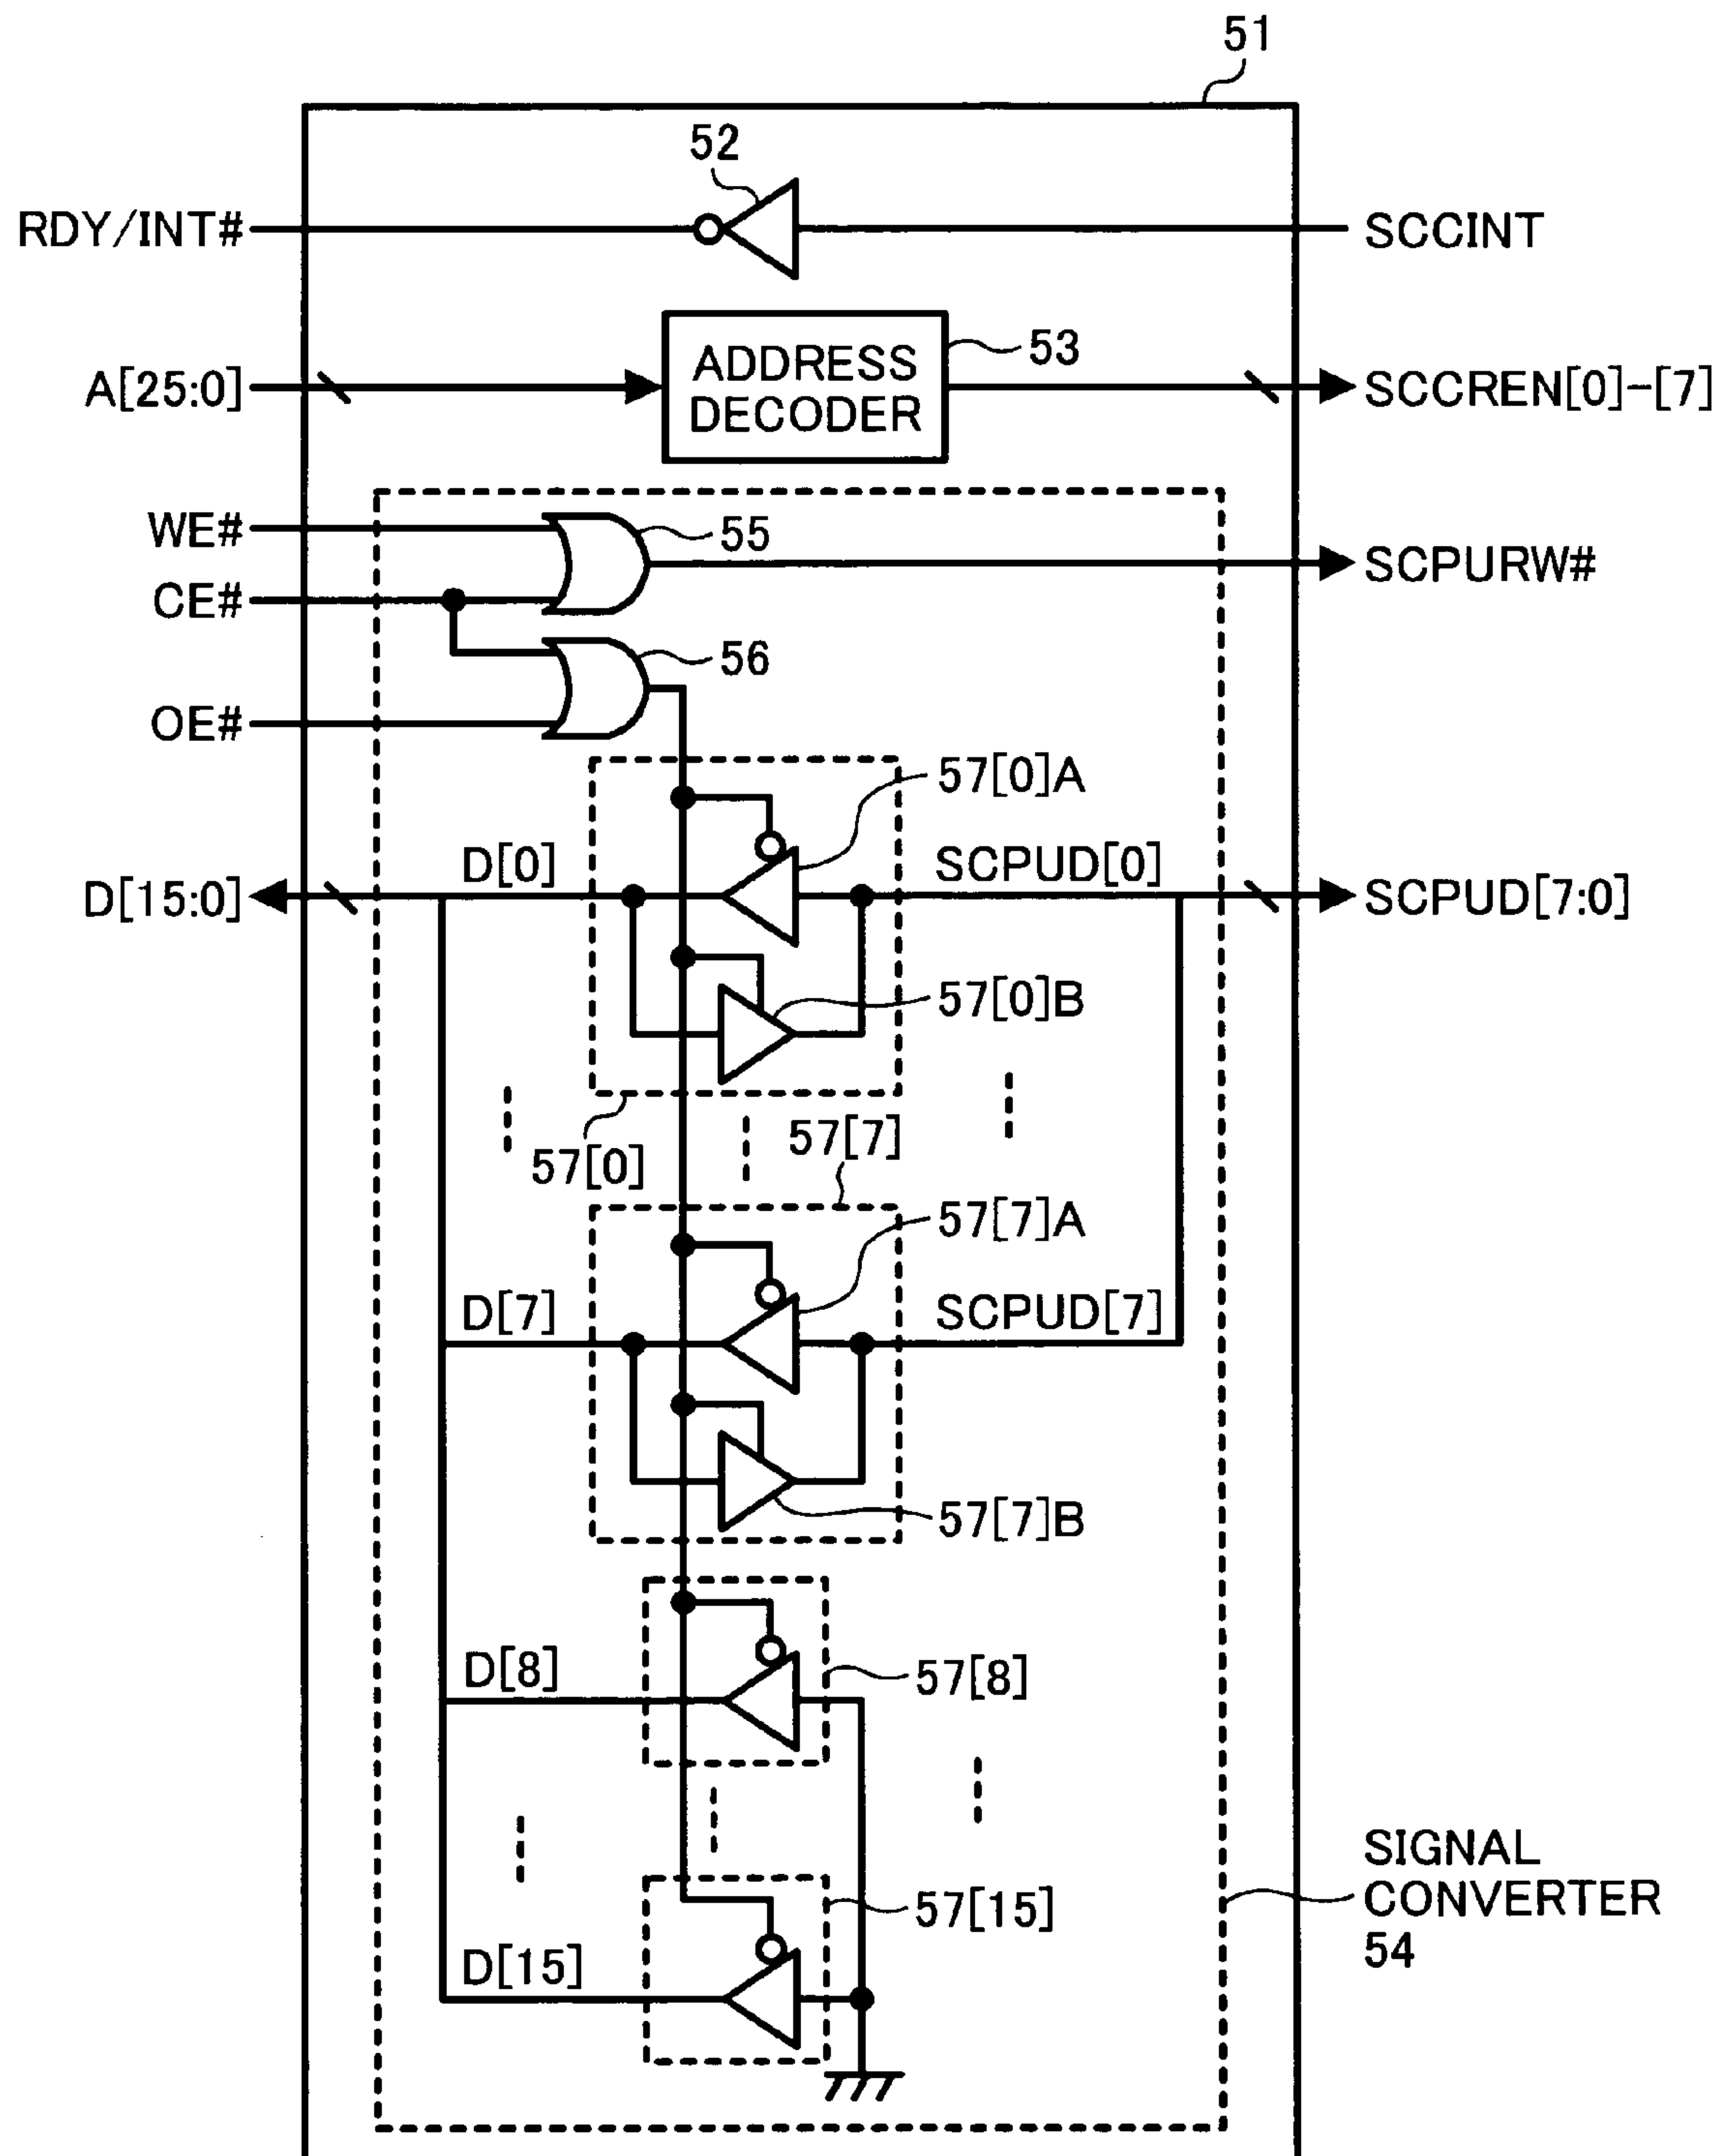 51
52
RDY/INT#
SCCINT
ADDRESS
DECODER
53
A[25:0]
SCCREN[0]-[7]
WE#
55
SCPURW#
CE#
56
OE#
57[0]A
D[0]
SCPUD[0]
D[15:0]
SCPUD[7:0]
57[0]B
57[0]
57[7]
57[7]A
D[7]
SCPUD[7]
57[7]B
D[8]
57[8]
SIGNAL
CONVERTER
54
57[15]
D[15]